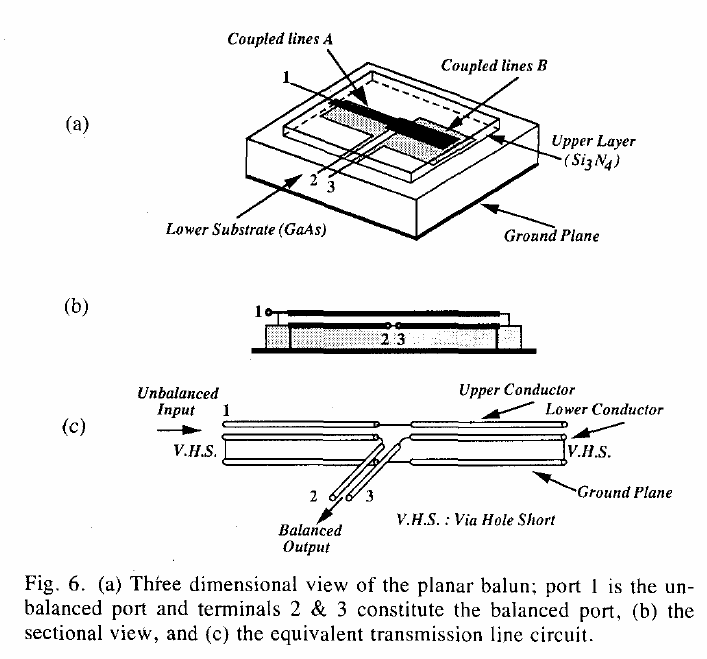 Coupled lines A
Coupled lines B
1
(a)
Upper Layer
(Si3N4)
2 3
Lower Substrate (GaAs)
Ground Plane
(b)
1
2 3
Unbalanced
Input
1
Upper Conductor
Lower Conductor
(c)
V.H.S.
V.H.S.
2 3
Ground Plane
Balanced
Output
V.H.S. : Via Hole Short
Fig. 6. (a) Three dimensional view of the planar balun; port 1 is the un-
balanced port and terminals 2 & 3 constitute the balanced port, (b) the
sectional view, and (c) the equivalent transmission line circuit.